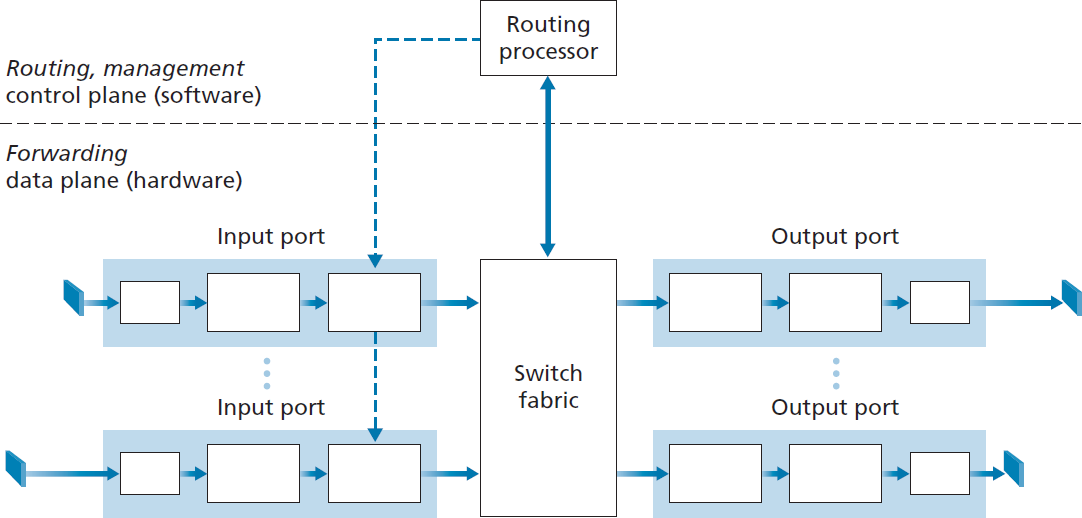 Routing
processor
Routing, management
control plane (software)
Forwarding
data plane (hardware)
Input port
Output port
Switch
fabric
Input port
Output port